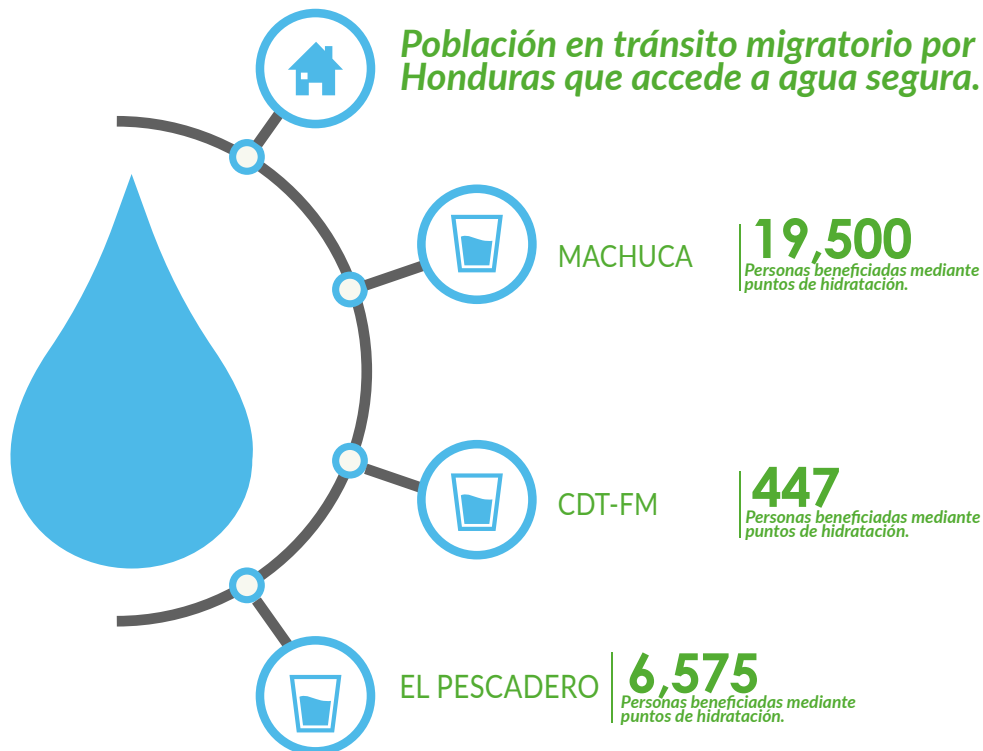 Población en tránsito migratorio por
Honduras que accede a agua segura.
MACHUCA
19,500
Personas beneficiadas mediante
puntos de hidratación.
CDT-FM
447
Personas beneficiadas mediante
puntos de hidratación.
EL PESCADERO
6,575
Personas beneficiadas mediante
puntos de hidratación.